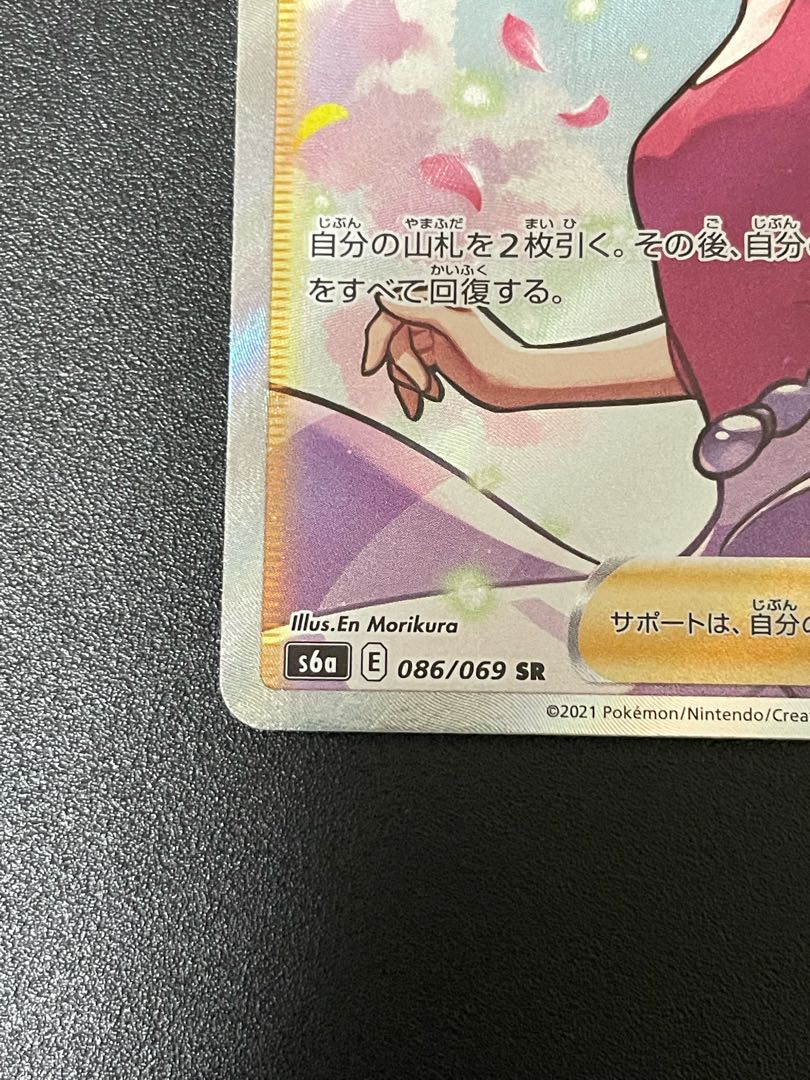 自分の山札を2枚引く。その後、自分
をすべて回復する。
Illus.En Morikura
サポートは、自分の
s6a E 086/069 SR
©2021 Pokémon/Nintendo/Crea